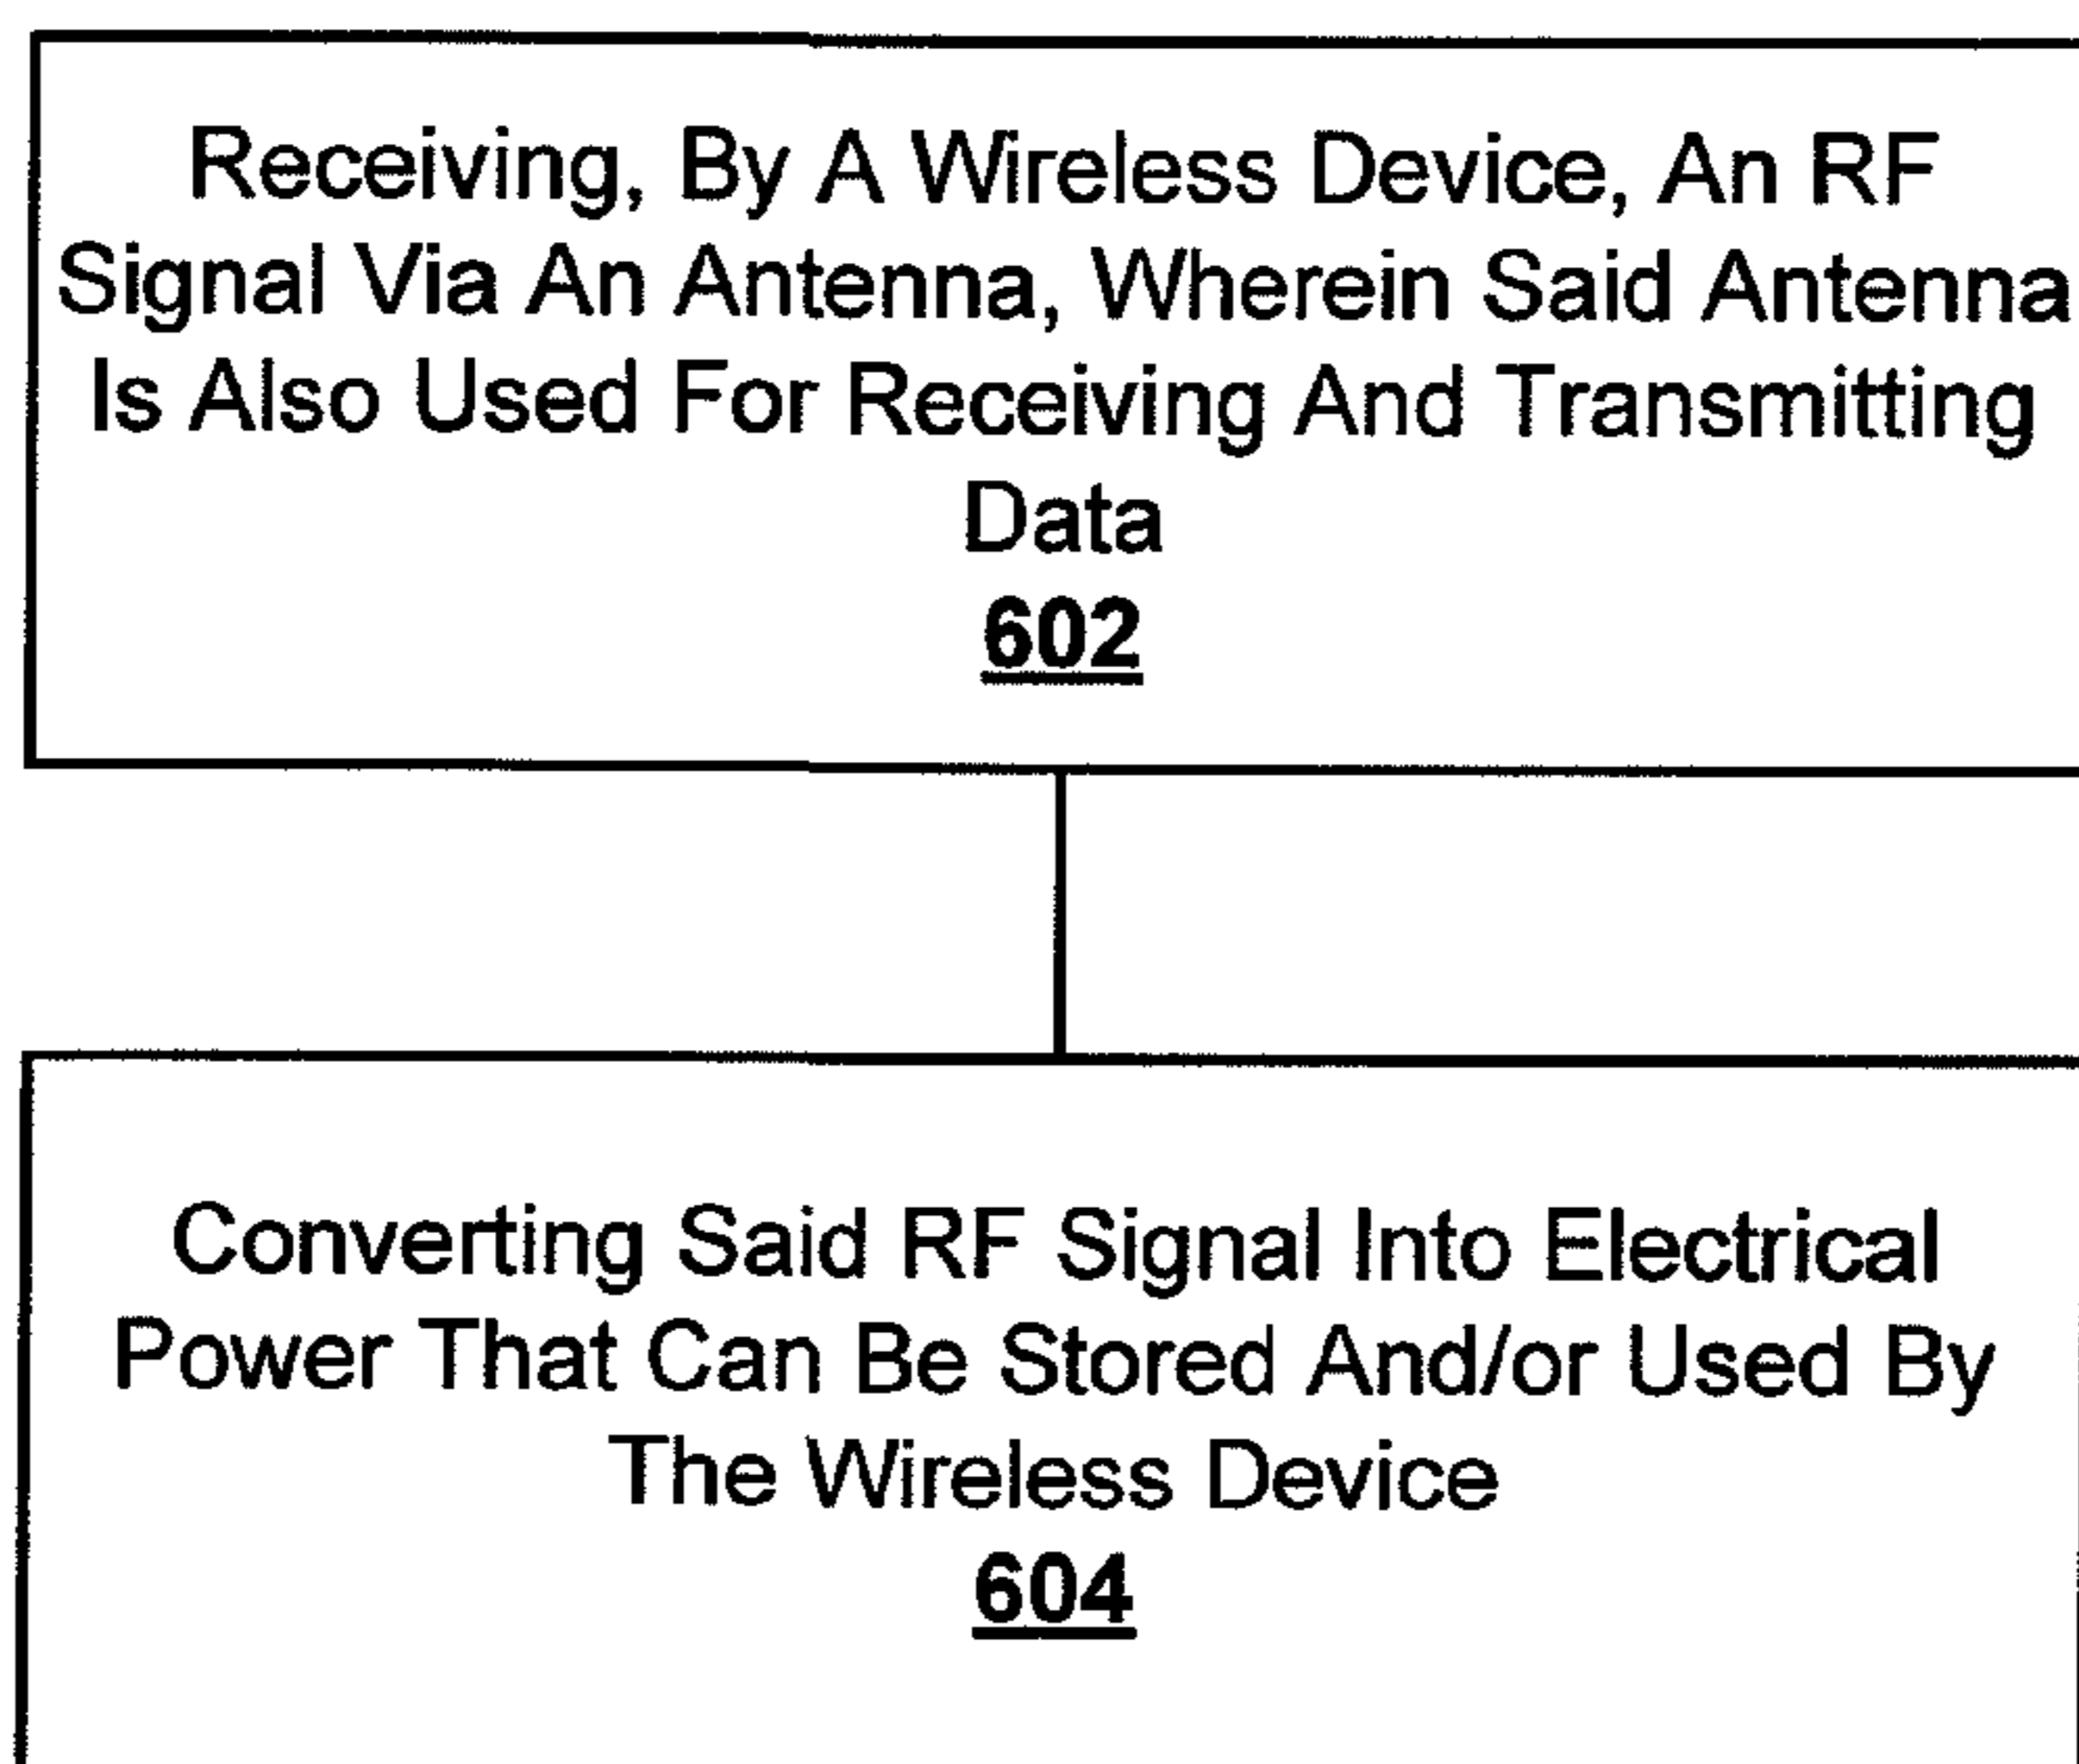 Receiving, By A Wireless Device, An RF
Signal Via An Antenna, Wherein Said Antenna
Is Also Used For Receiving And Transmitting
Data
602
Converting Said RF Signal Into Electrical
Power That Can Be Stored And/or Used By
The Wireless Device
604